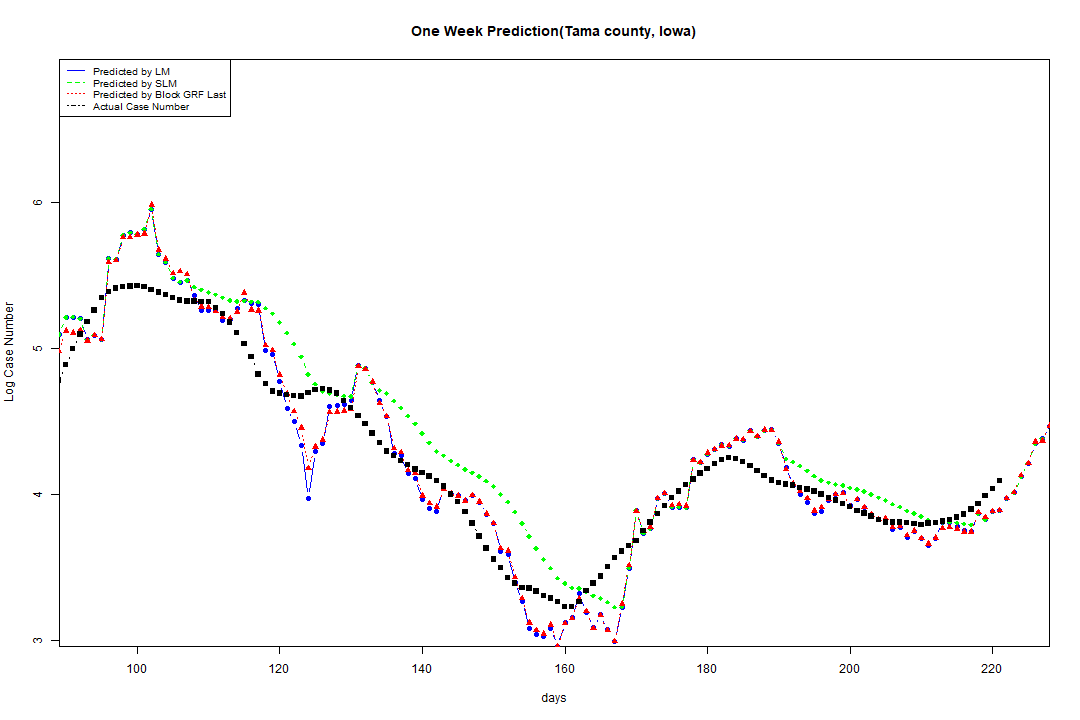 One Week Prediction(Tama county, Iowa)
Predicted by LM
Predicted by SLM
Predicted by Block GRF Last
Actual Case Number
6
5
4
3
Log Case Number
100 120 140 160 180 200 220
days